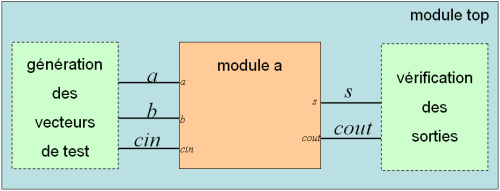 module top
génération
des
vecteurs
de test
a
b
cin
module a
a
b
cin
s
cout
s
cout
vérification
des
sorties